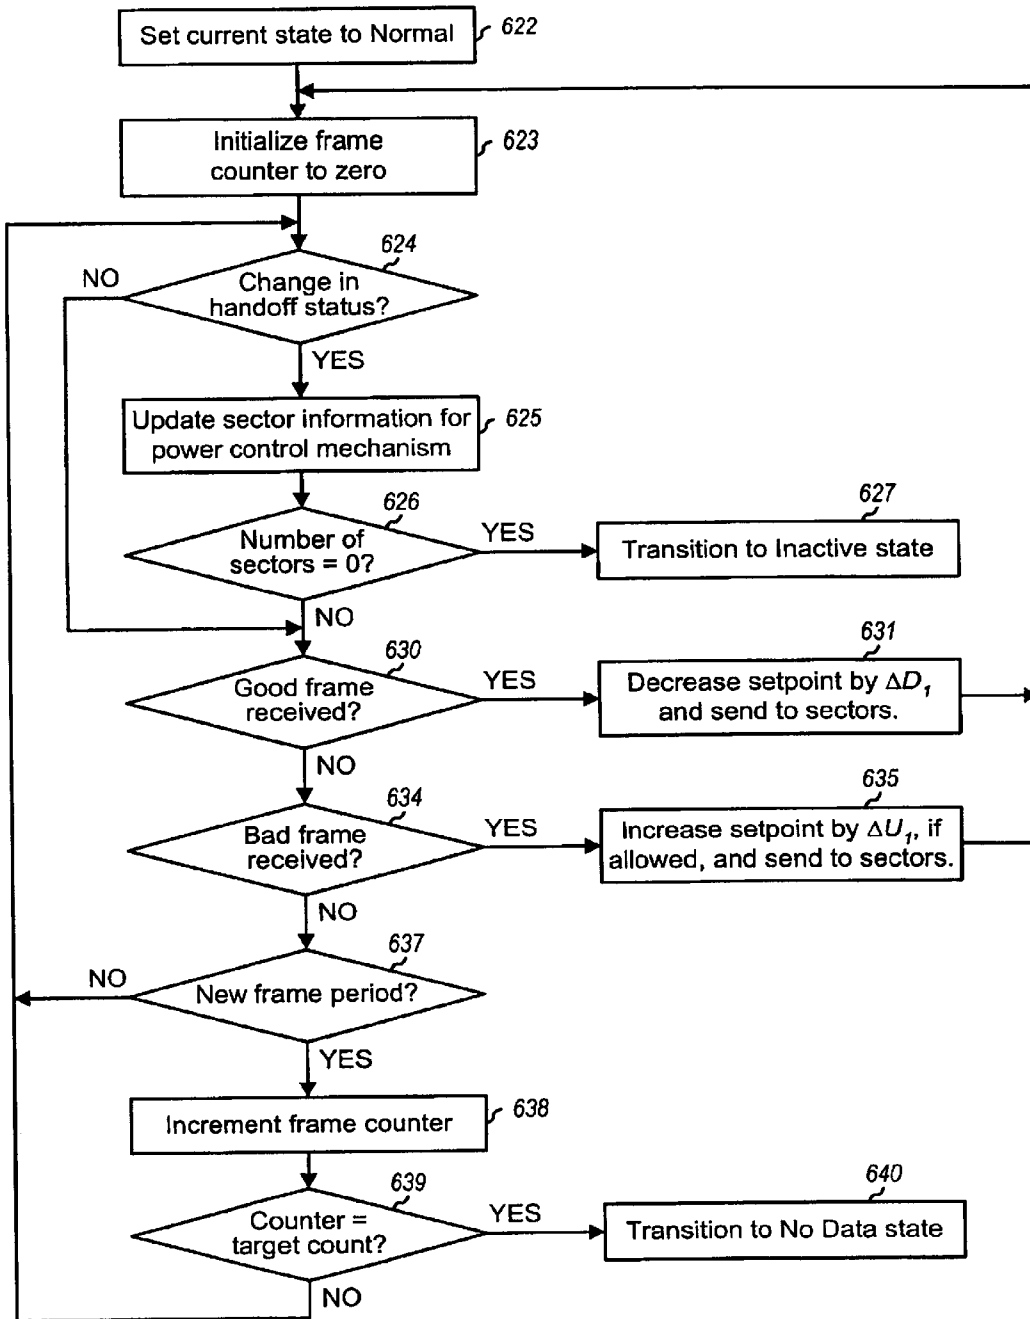 Set current state to Normal
622
Initialize frame
counter to zero
623
624
NO
Change in
handoff status?
YES
Update sector information for
power control mechanism
625
626
Number of
sectors = 0?
YES
627
Transition to Inactive state
NO
630
Good frame
received?
YES
631
Decrease setpoint by ΔD1
and send to sectors.
NO
634
Bad frame
received?
YES
635
Increase setpoint by ΔU1, if
allowed, and send to sectors.
NO
637
NO
New frame period?
YES
Increment frame counter
638
639
Counter =
target count?
YES
640
Transition to No Data state
NO